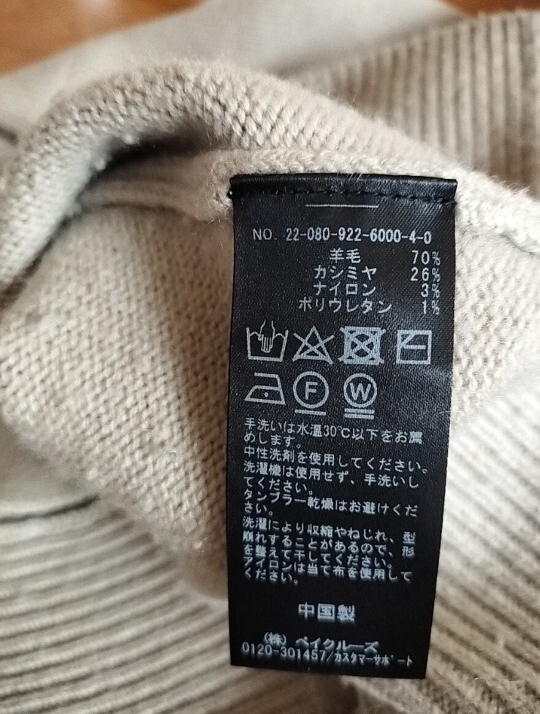 NO. 22-080-922-6000-4-0
羊毛 70%
カシミヤ 26%
ナイロン 3%
ポリウレタン 1%
F W
手洗いは水温30℃以下をお薦
めします。
中性洗剤を使用してください。
洗濯機は使用せず、手洗いし
てください。
タンブラー乾燥はお避けくだ
さい。
洗濯により収縮やねじれ、型
崩れすることがあるので、形
を整えて干してください。
アイロンは当て布を使用して
ください。
中国製
(株) ベイクルーズ
0120-301457/カスタマーサポート